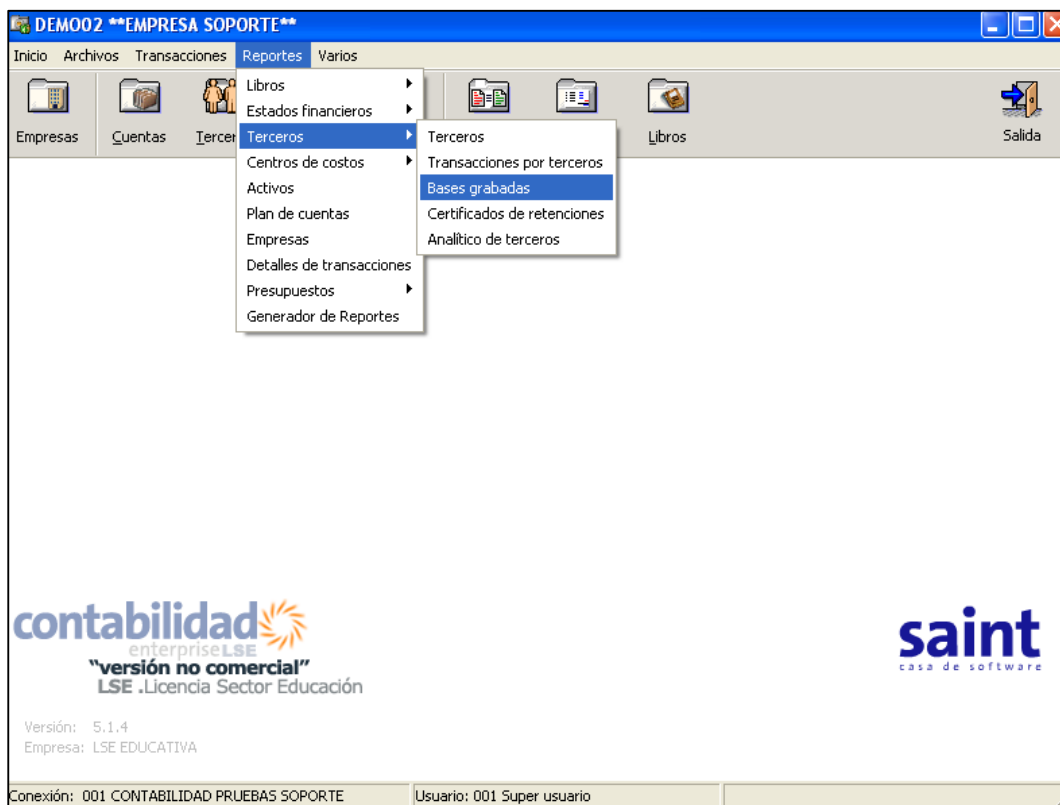 DEMO02 **EMPRESA SOPORTE**
Inicio Archivos Transacciones Reportes Varios
Empresas Cuentas Libros Salida
Libros
Estados financieros
Terceros
Centros de costos
Activos
Plan de cuentas
Empresas
Detalles de transacciones
Presupuestos
Generador de Reportes
Terceros
Transacciones por terceros
Bases grabadas
Certificados de retenciones
Analítico de terceros
contabilidad
enterpriseLSE
"versión no comercial"
LSE .Licencia Sector Educación
saint
casa de software
Versión: 5.1.4
Empresa: LSE EDUCATIVA
Conexión: 001 CONTABILIDAD PRUEBAS SOPORTE Usuario: 001 Super usuario